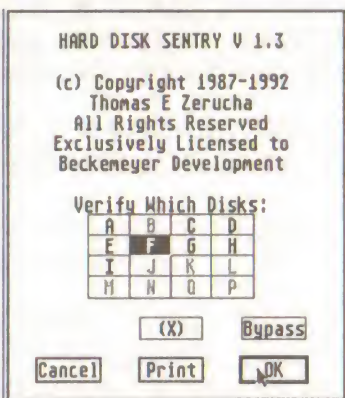 HARD DISK SENTRY V 1.3
(c) Copyright 1987-1992
Thomas E Zerucha
All Rights Reserved
Exclusively Licensed to
Beckemeyer Development
Verify Which Disks:
A B C D
E F G H
I J K L
M N O P
(X) Bypass
Cancel Print OK